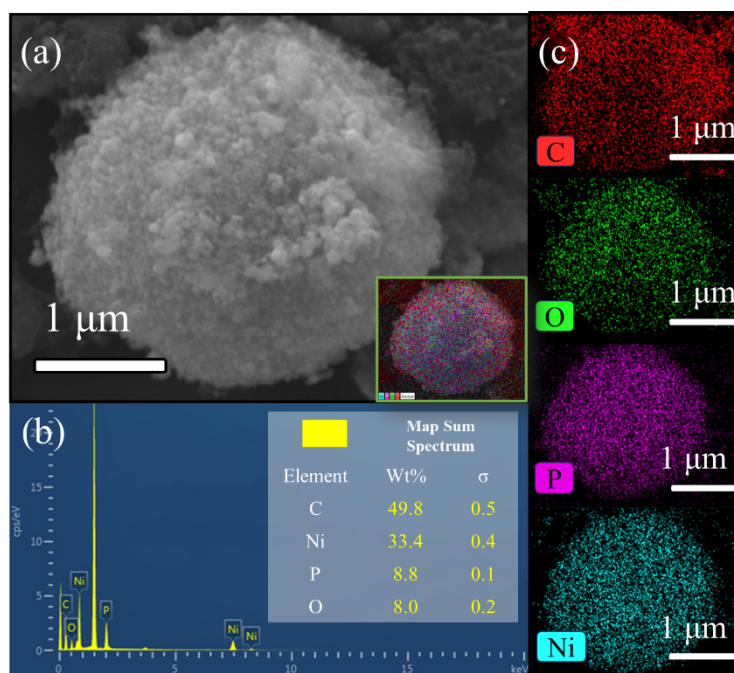 (a)
1 μm
(b)
Map Sum
Spectrum
Element Wt% σ
C 49.8 0.5
Ni 33.4 0.4
P 8.8 0.1
O 8.0 0.2
cps/eV
15
10
5
0
C
O
Ni
P
Ni
Ni
0 5 10 15 keV
(c)
C
1 μm
O
1 μm
P
1 μm
Ni
1 μm